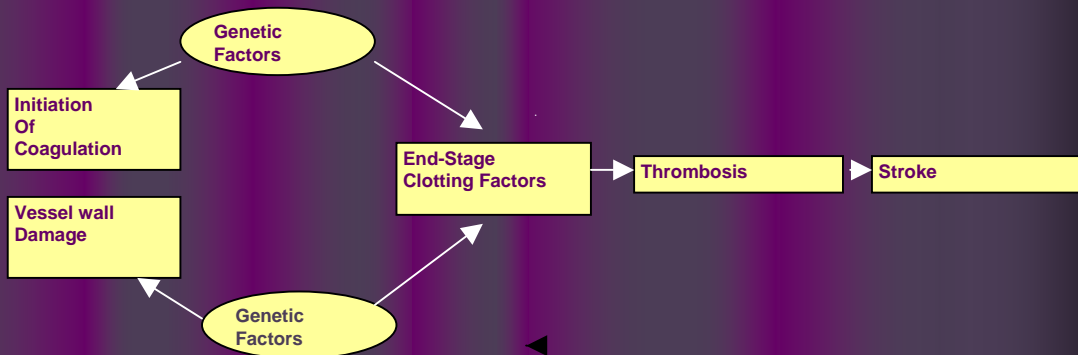 Genetic
Factors
Initiation
Of
Coagulation
End-Stage
Clotting Factors
Thrombosis
Stroke
Vessel wall
Damage
Genetic
Factors